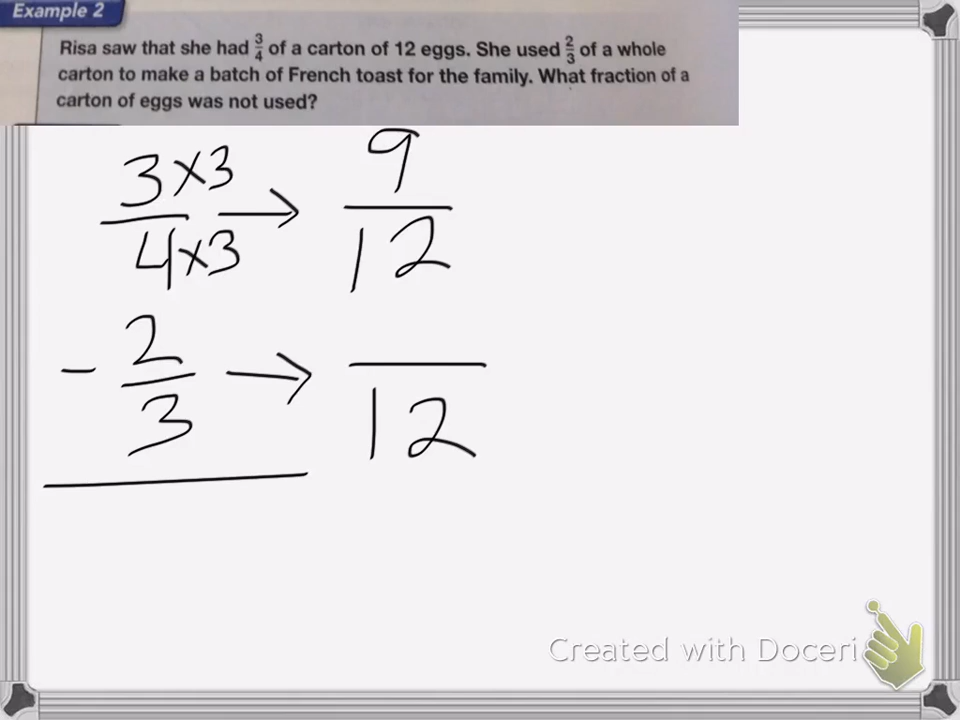 Example 2
Risa saw that she had 3/4 of a carton of 12 eggs. She used 2/3 of a whole
carton to make a batch of French toast for the family. What fraction of a
carton of eggs was not used?
3 x 3 / 4 x 3 → 9 / 12
- 2 / 3 →   / 12
Created with Doceri